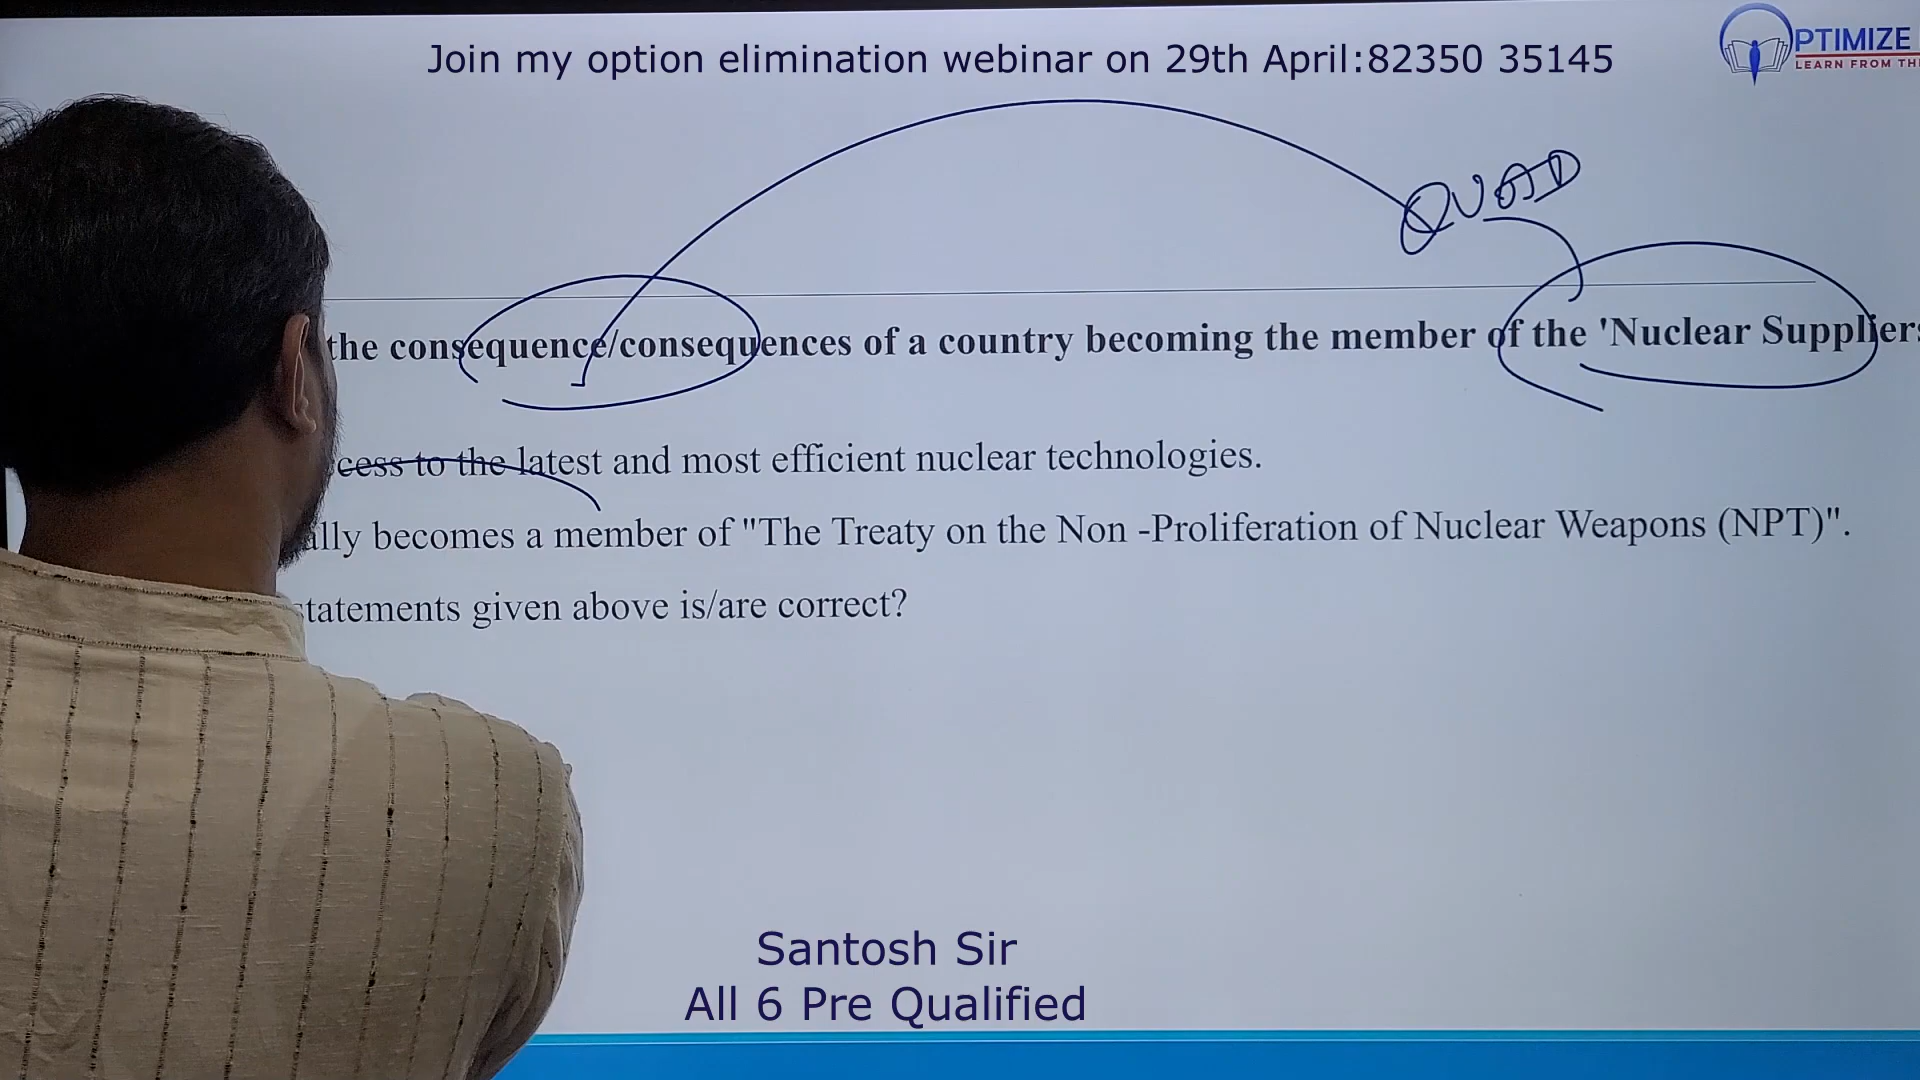 Join my option elimination webinar on 29th April:82350 35145
PTIMIZE
LEARN FROM TH
QUAD
the consequence/consequences of a country becoming the member of the 'Nuclear Suppliers
cess to the latest and most efficient nuclear technologies.
ally becomes a member of "The Treaty on the Non -Proliferation of Nuclear Weapons (NPT)".
statements given above is/are correct?
Santosh Sir
All 6 Pre Qualified